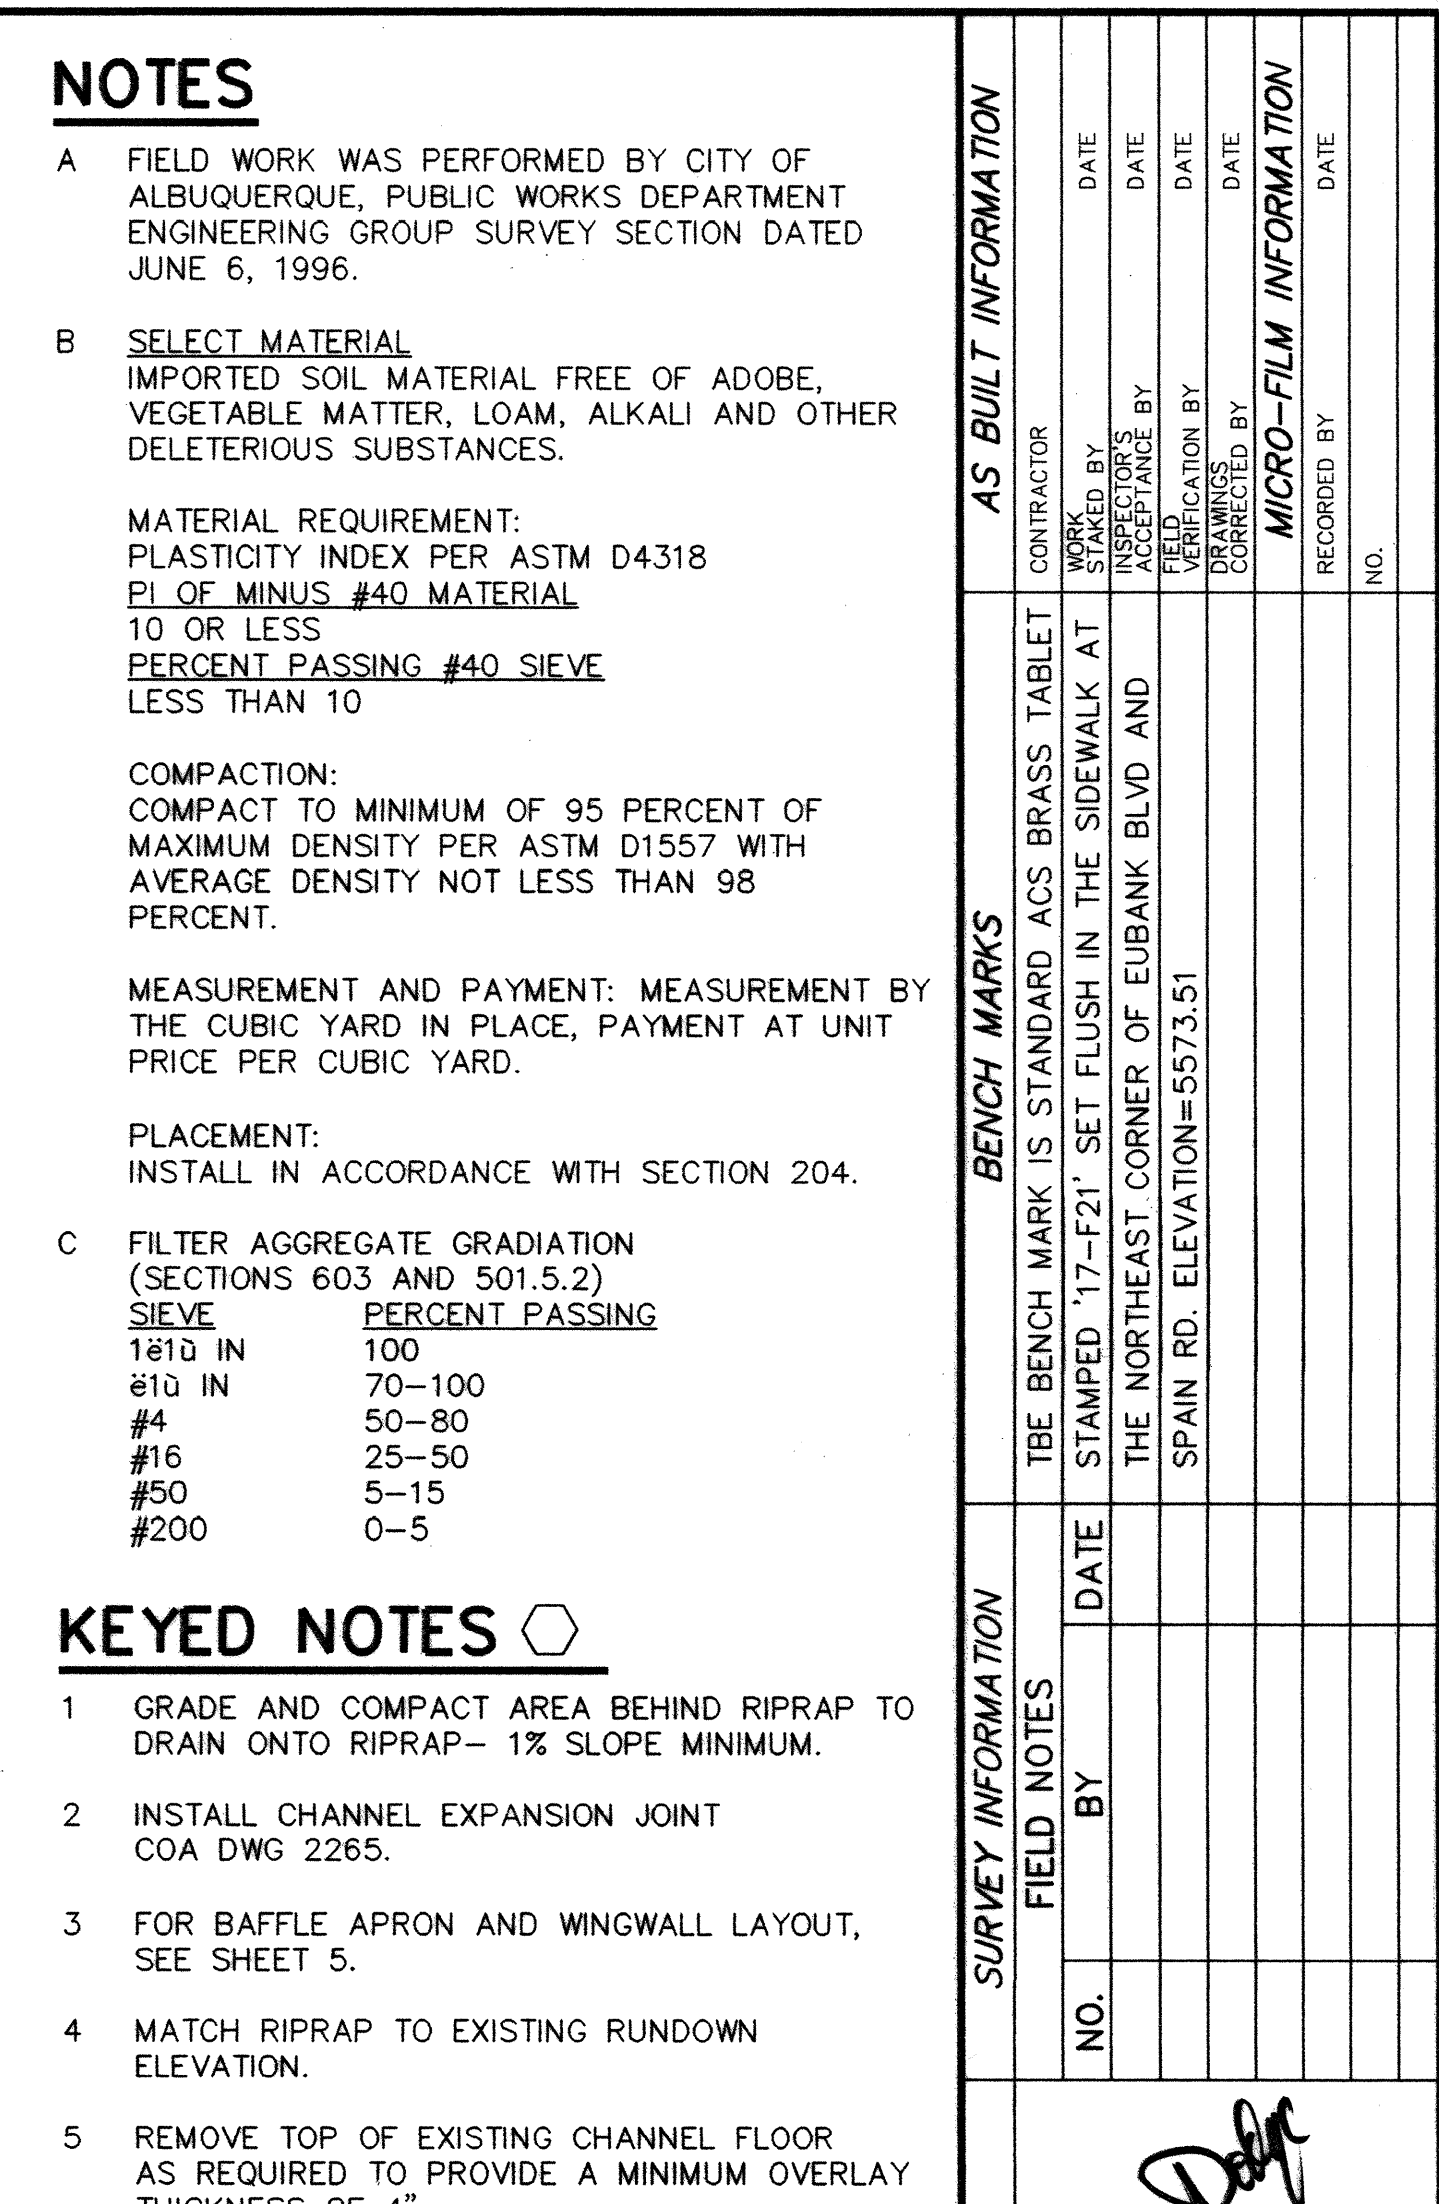 NOTES
A FIELD WORK WAS PERFORMED BY CITY OF
ALBUQUERQUE, PUBLIC WORKS DEPARTMENT
ENGINEERING GROUP SURVEY SECTION DATED
JUNE 6, 1996.
B SELECT MATERIAL
IMPORTED SOIL MATERIAL FREE OF ADOBE,
VEGETABLE MATTER, LOAM, ALKALI AND OTHER
DELETERIOUS SUBSTANCES.
MATERIAL REQUIREMENT:
PLASTICITY INDEX PER ASTM D4318
PI OF MINUS #40 MATERIAL
10 OR LESS
PERCENT PASSING #40 SIEVE
LESS THAN 10
COMPACTION:
COMPACT TO MINIMUM OF 95 PERCENT OF
MAXIMUM DENSITY PER ASTM D1557 WITH
AVERAGE DENSITY NOT LESS THAN 98
PERCENT.
MEASUREMENT AND PAYMENT: MEASUREMENT BY
THE CUBIC YARD IN PLACE, PAYMENT AT UNIT
PRICE PER CUBIC YARD.
PLACEMENT:
INSTALL IN ACCORDANCE WITH SECTION 204.
C FILTER AGGREGATE GRADIATION
(SECTIONS 603 AND 501.5.2)
SIEVE PERCENT PASSING
1ë1ù IN 100
ë1ù IN 70-100
#4 50-80
#16 25-50
#50 5-15
#200 0-5
KEYED NOTES
1 GRADE AND COMPACT AREA BEHIND RIPRAP TO
DRAIN ONTO RIPRAP- 1% SLOPE MINIMUM.
2 INSTALL CHANNEL EXPANSION JOINT
COA DWG 2265.
3 FOR BAFFLE APRON AND WINGWALL LAYOUT,
SEE SHEET 5.
4 MATCH RIPRAP TO EXISTING RUNDOWN
ELEVATION.
5 REMOVE TOP OF EXISTING CHANNEL FLOOR
AS REQUIRED TO PROVIDE A MINIMUM OVERLAY
THICKNESS OF 4"
SURVEY INFORMATION
FIELD NOTES
NO. BY DATE
BENCH MARKS
TBE BENCH MARK IS STANDARD ACS BRASS TABLET
STAMPED '17-F21' SET FLUSH IN THE SIDEWALK AT
THE NORTHEAST CORNER OF EUBANK BLVD AND
SPAIN RD. ELEVATION=5573.51
AS BUILT INFORMATION
CONTRACTOR
WORK
STAKED BY DATE
INSPECTOR'S
ACCEPTANCE BY DATE
FIELD
VERIFICATION BY DATE
DRAWINGS
CORRECTED BY DATE
MICRO-FILM INFORMATION
RECORDED BY DATE
NO.